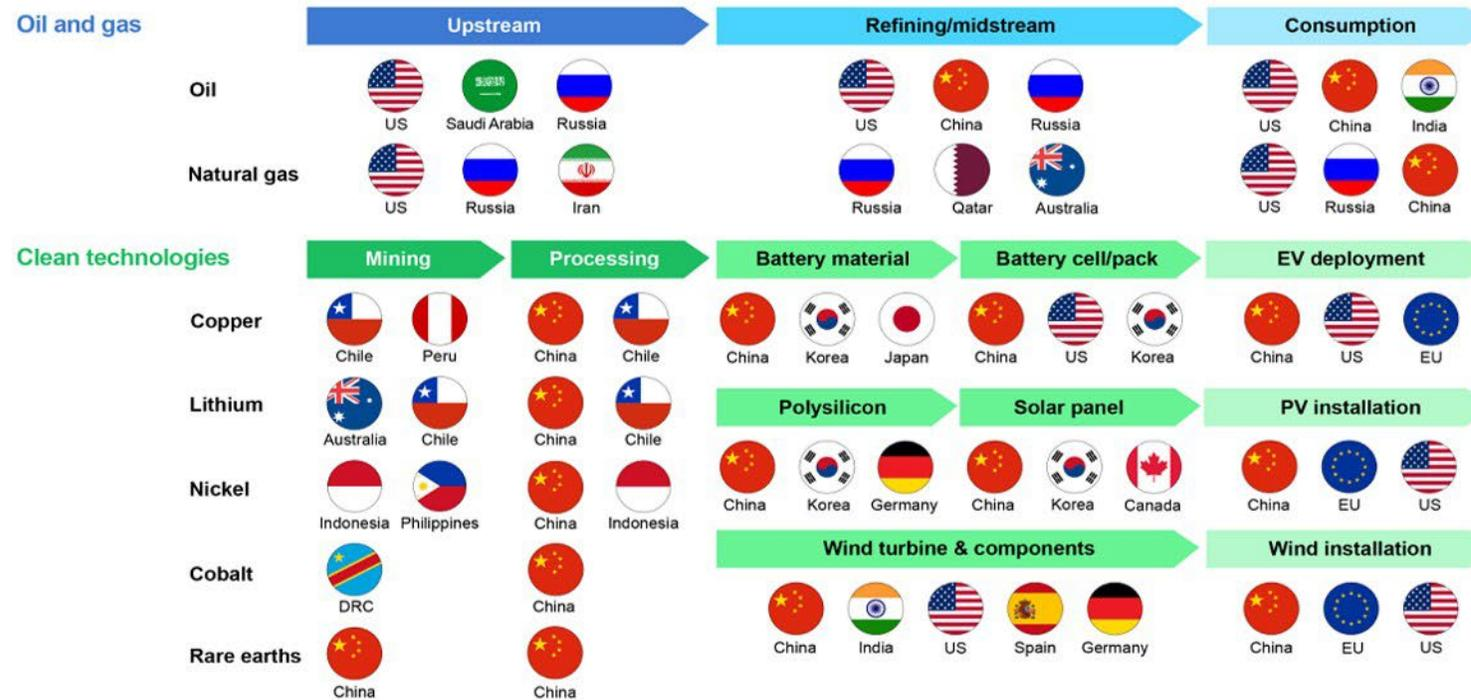 Oil and gas
Upstream
Refining/midstream
Consumption
Oil
US
Saudi Arabia
Russia
US
China
Russia
US
China
India
Natural gas
US
Russia
Iran
Russia
Qatar
Australia
US
Russia
China
Clean technologies
Mining
Processing
Battery material
Battery cell/pack
EV deployment
Copper
Chile
Peru
China
Chile
China
Korea
Japan
China
US
Korea
China
US
EU
Lithium
Australia
Chile
China
Chile
Polysilicon
Solar panel
PV installation
Nickel
Indonesia
Philippines
China
Indonesia
China
Korea
Germany
China
Korea
Canada
China
EU
US
Cobalt
DRC
China
Wind turbine & components
Wind installation
China
India
US
Spain
Germany
China
EU
US
Rare earths
China
China